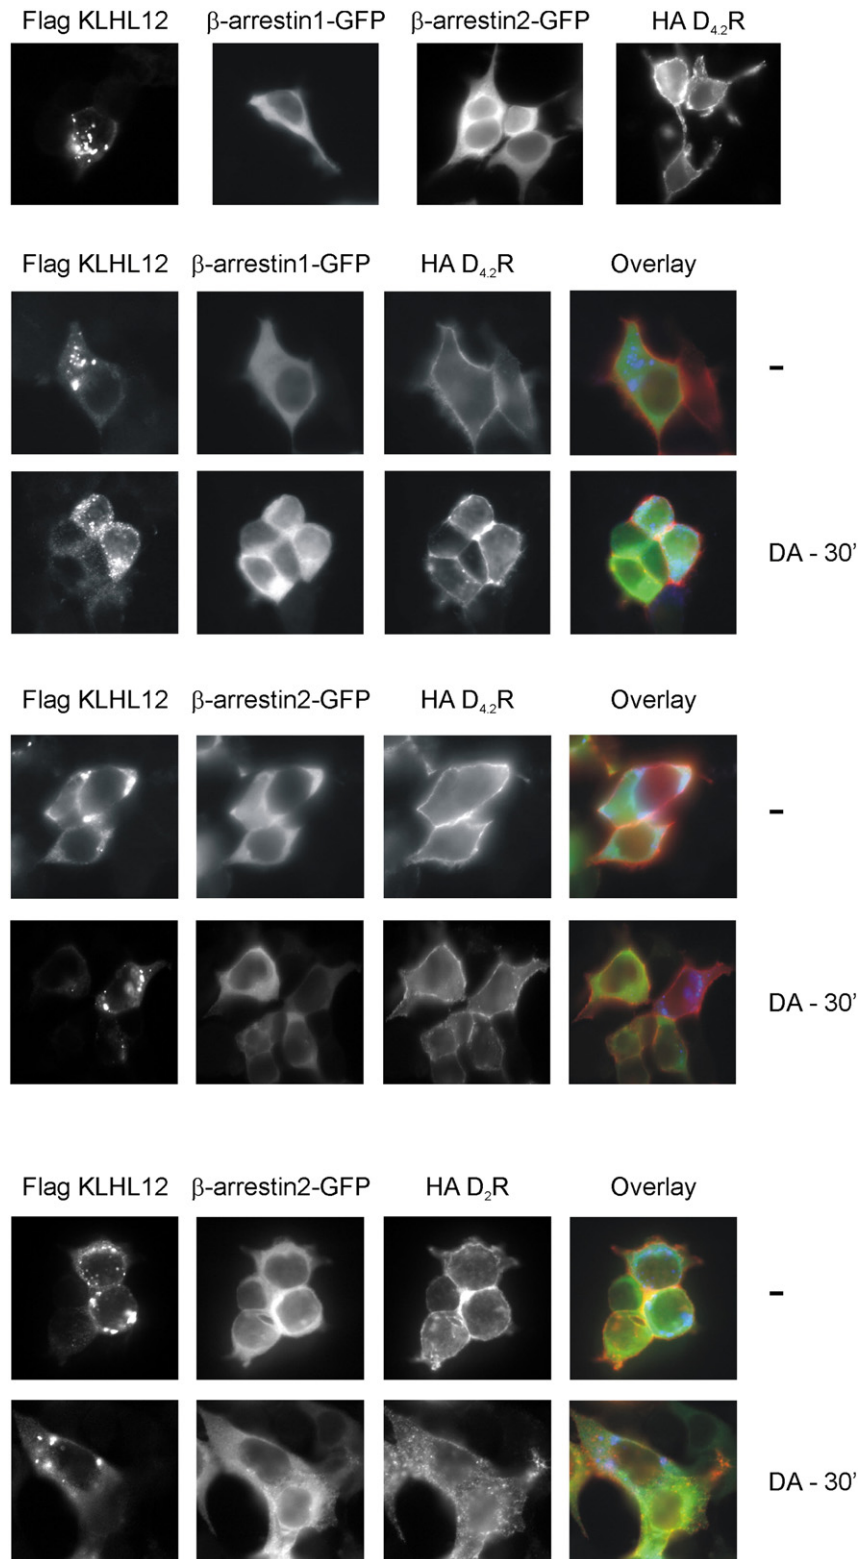 Flag KLHL12 β-arrestin1-GFP β-arrestin2-GFP HA D4.2R
Flag KLHL12 β-arrestin1-GFP HA D4.2R Overlay
-
DA - 30'
Flag KLHL12 β-arrestin2-GFP HA D4.2R Overlay
-
DA - 30'
Flag KLHL12 β-arrestin2-GFP HA D2R Overlay
-
DA - 30'